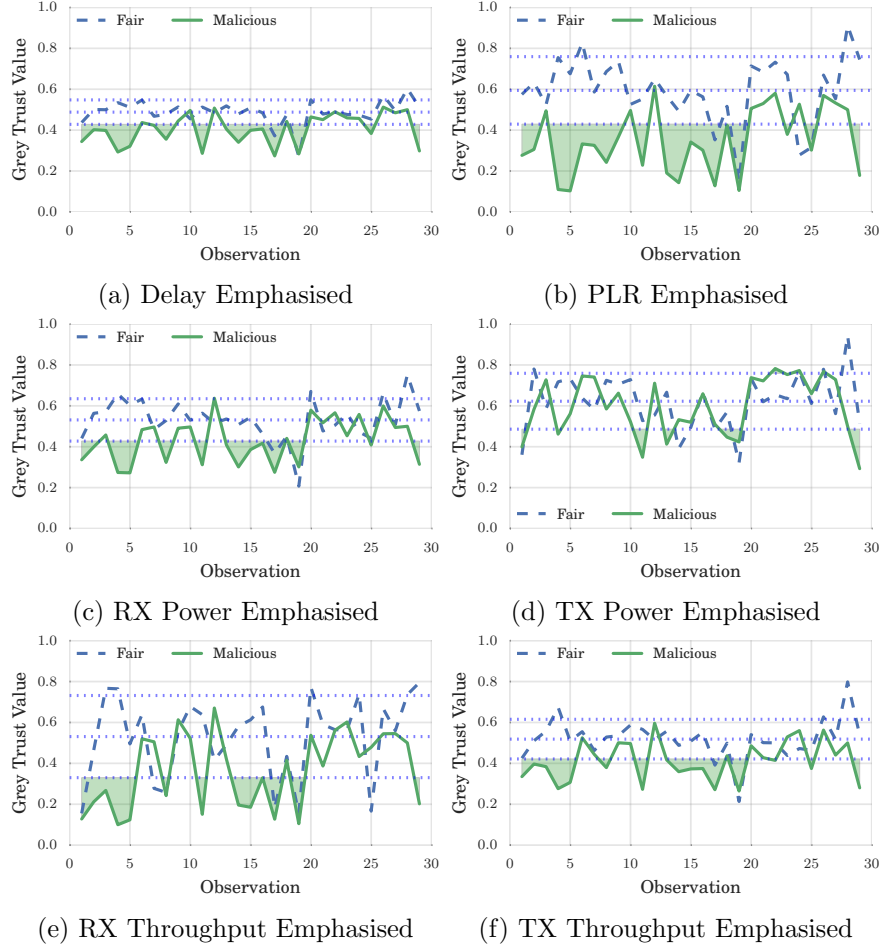 Fair Malicious
Grey Trust Value
1.0
0.8
0.6
0.4
0.2
0.0
0 5 10 15 20 25 30
Observation
(a) Delay Emphasised
Fair Malicious
Grey Trust Value
1.0
0.8
0.6
0.4
0.2
0.0
0 5 10 15 20 25 30
Observation
(b) PLR Emphasised
Fair Malicious
Grey Trust Value
1.0
0.8
0.6
0.4
0.2
0.0
0 5 10 15 20 25 30
Observation
(c) RX Power Emphasised
Grey Trust Value
1.0
0.8
0.6
0.4
0.2
0.0
Fair Malicious
0 5 10 15 20 25 30
Observation
(d) TX Power Emphasised
Fair Malicious
Grey Trust Value
1.0
0.8
0.6
0.4
0.2
0.0
0 5 10 15 20 25 30
Observation
(e) RX Throughput Emphasised
Fair Malicious
Grey Trust Value
1.0
0.8
0.6
0.4
0.2
0.0
0 5 10 15 20 25 30
Observation
(f) TX Throughput Emphasised